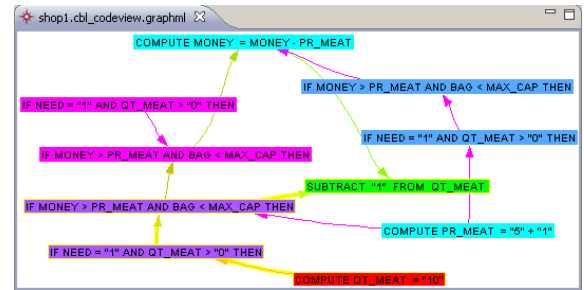 shop1.cbl_codeview.graphml
COMPUTE MONEY = MONEY - PR_MEAT
IF MONEY > PR_MEAT AND BAG < MAX_CAP THEN
IF NEED = "1" AND QT_MEAT > "0" THEN
IF NEED = "1" AND QT_MEAT > "0" THEN
IF MONEY > PR_MEAT AND BAG < MAX_CAP THEN
SUBTRACT "1" FROM QT_MEAT
IF MONEY > PR_MEAT AND BAG < MAX_CAP THEN
COMPUTE PR_MEAT = "5" + "1"
IF NEED = "1" AND QT_MEAT > "0" THEN
COMPUTE QT_MEAT = "10"